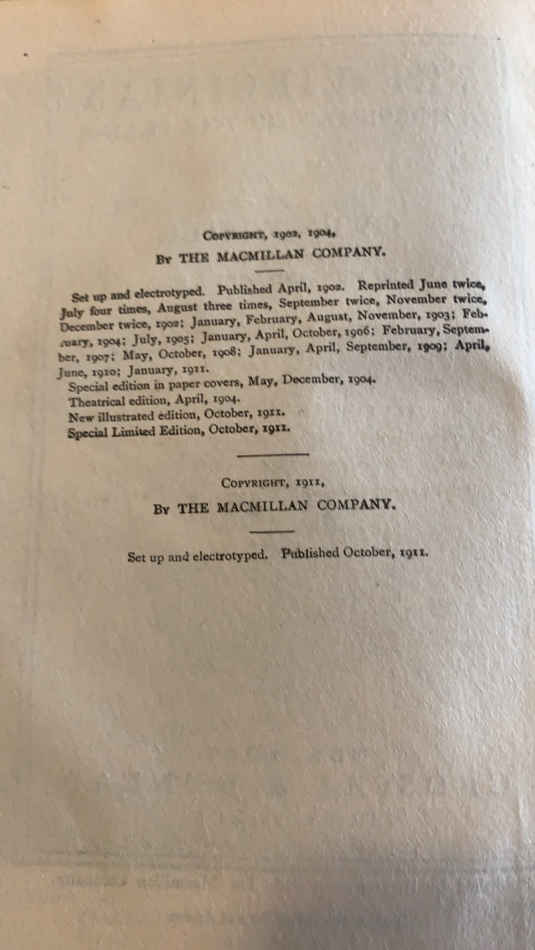 COPYRIGHT, 1902, 1904,
BY THE MACMILLAN COMPANY.
Set up and electrotyped. Published April, 1902. Reprinted June twice,
July four times, August three times, September twice, November twice,
December twice, 1902; January, February, August, November, 1903; Feb-
ruary, 1904; July, 1905; January, April, October, 1906; February, Septem-
ber, 1907; May, October, 1908; January, April, September, 1909; April,
June, 1910; January, 1911.
Special edition in paper covers, May, December, 1904.
Theatrical edition, April, 1904.
New illustrated edition, October, 1911.
Special Limited Edition, October, 1911.
COPYRIGHT, 1911,
BY THE MACMILLAN COMPANY.
Set up and electrotyped. Published October, 1911.